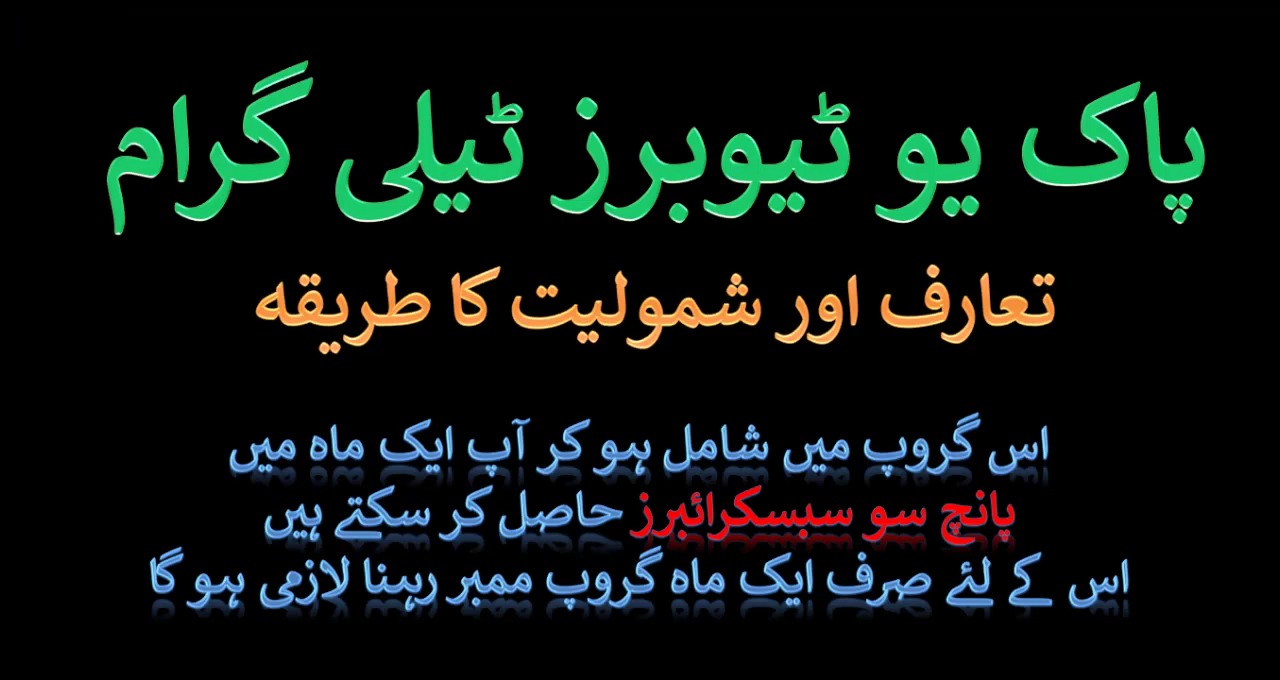 پاک یو ٹیوبرز ٹیلی گرام
تعارف اور شمولیت کا طریقہ
اس گروپ میں شامل ہو کر آپ ایک ماہ میں
پانچ سو سبسکرائبرز حاصل کر سکتے ہیں
اس کے لئے صرف ایک ماہ گروپ ممبر رہنا لازمی ہو گا